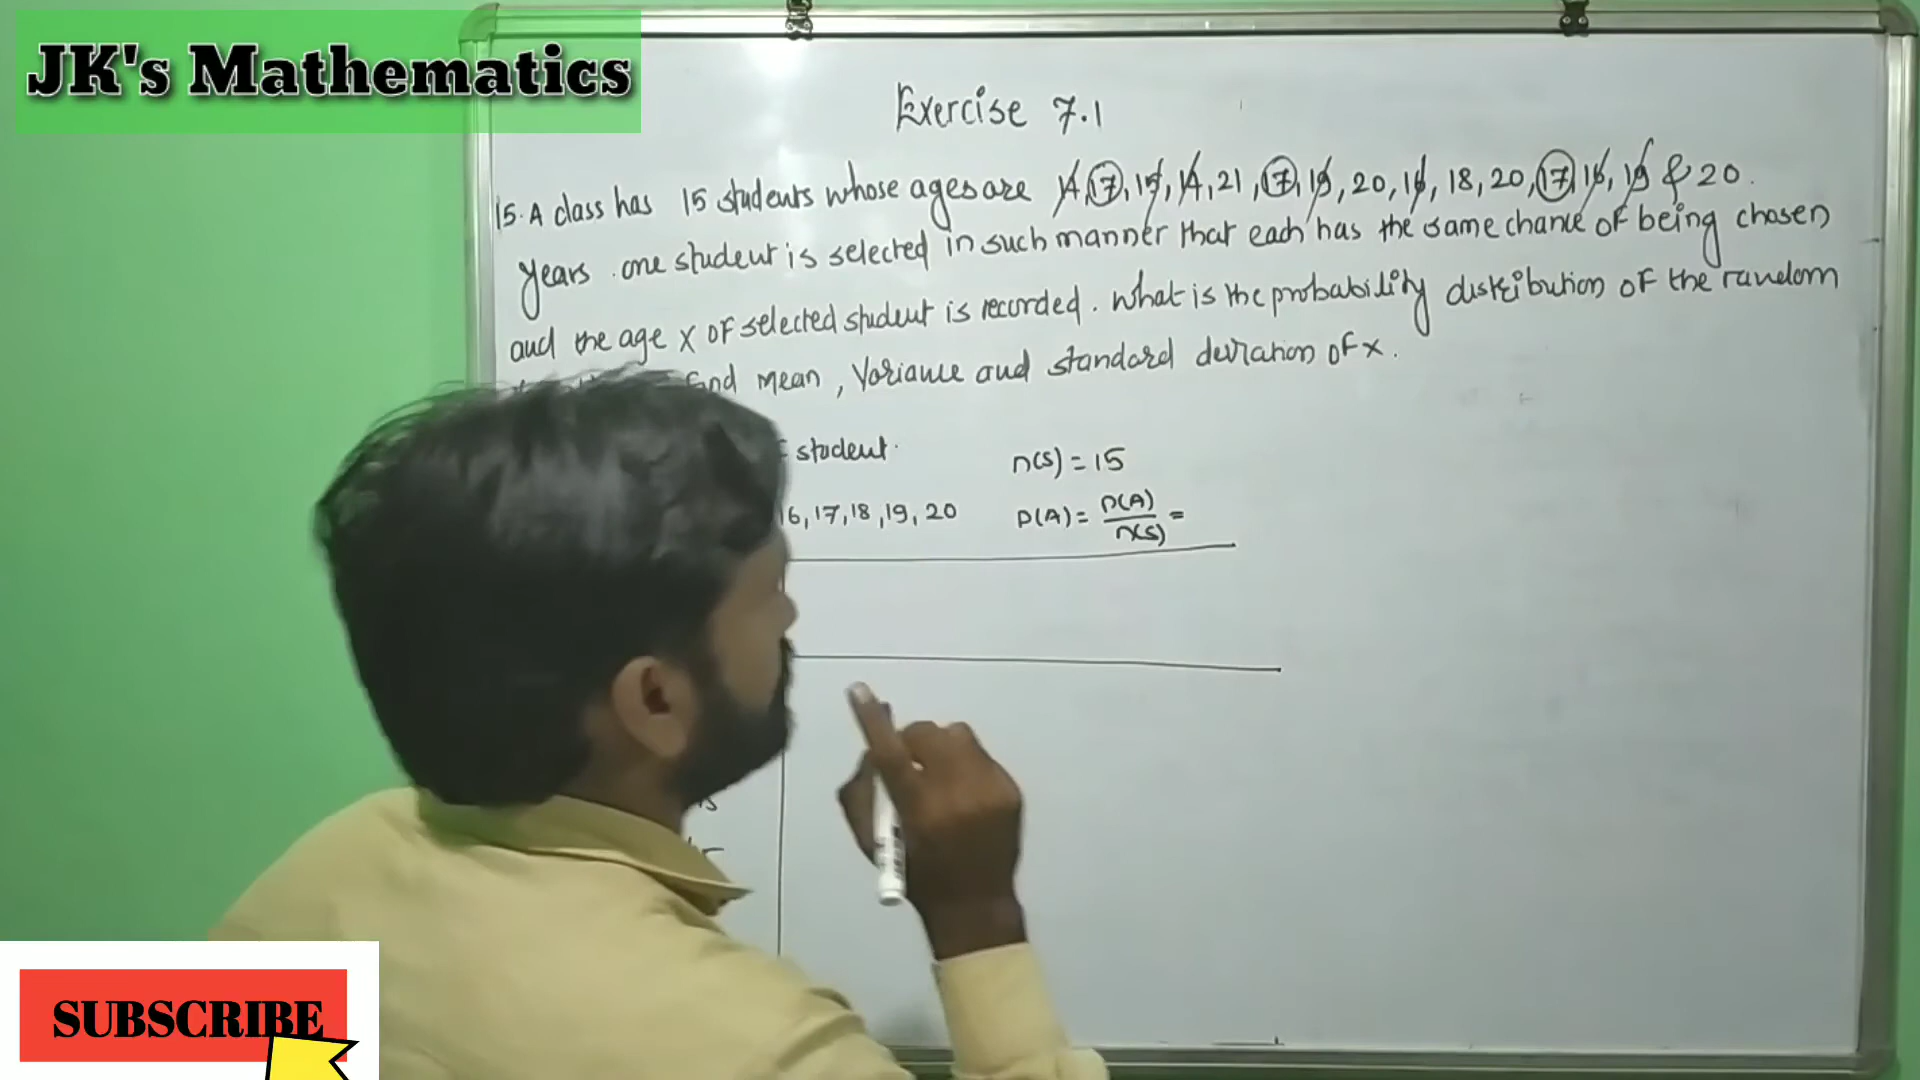 JK's Mathematics
Exercise 7.1
15. A class has 15 students whose ages are 14, 17, 15, 14, 21, 17, 19, 20, 16, 18, 20, 17, 16, 19 & 20.
years. one student is selected in such manner that each has the same chance of being chosen
and the age X of selected student is recorded. what is the probability distribution of the random
find mean, Variance and standard deviation of x.
student.
n(s) = 15
16, 17, 18, 19, 20
P(A) = n(A)/n(s) =
SUBSCRIBE